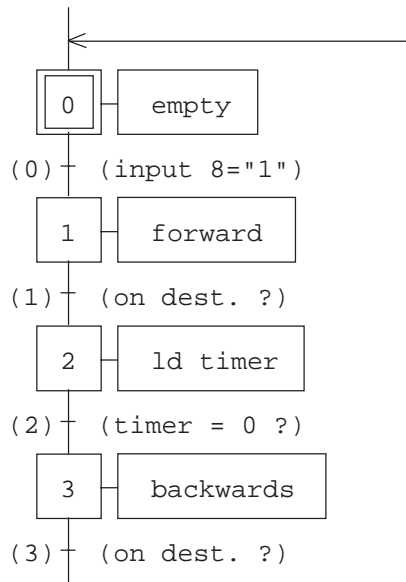 0 empty
(0) (input 8="1")
1 forward
(1) (on dest. ?)
2 ld timer
(2) (timer = 0 ?)
3 backwards
(3) (on dest. ?)